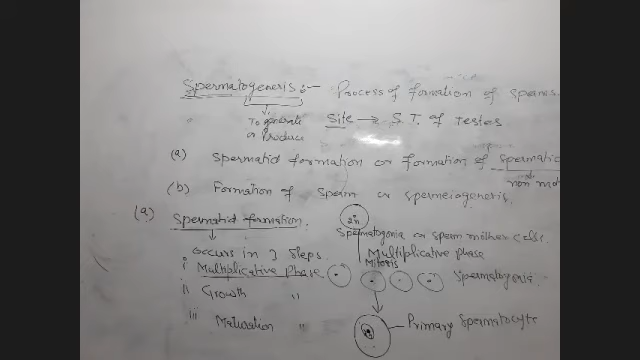 Spermatogenesis :- Process of formation of sperms.
To generate
or Produce
Site → S.T. of Testes
(a) Spermatid formation or formation of spermatid
non mot
(b) Formation of Sperm or spermeiogenesis.
(a) Spermatid formation.
2n
Spermatogonia or sperm mother cells.
occurs in 3 steps
Multiplicative phase
Mitosis
i Multiplicative phase
Spermatogonia
ii Growth "
iii Maturation "
Primary Spermatocyte